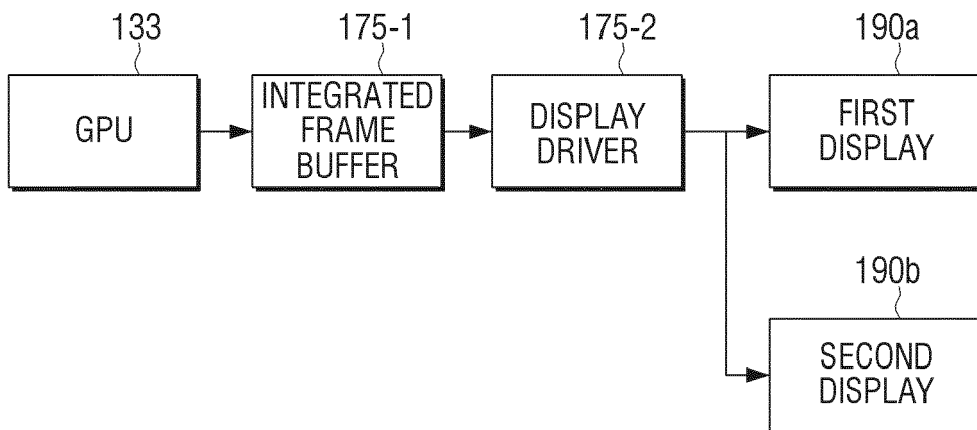 133
175-1
175-2
190a
GPU
INTEGRATED
FRAME
BUFFER
DISPLAY
DRIVER
FIRST
DISPLAY
190b
SECOND
DISPLAY